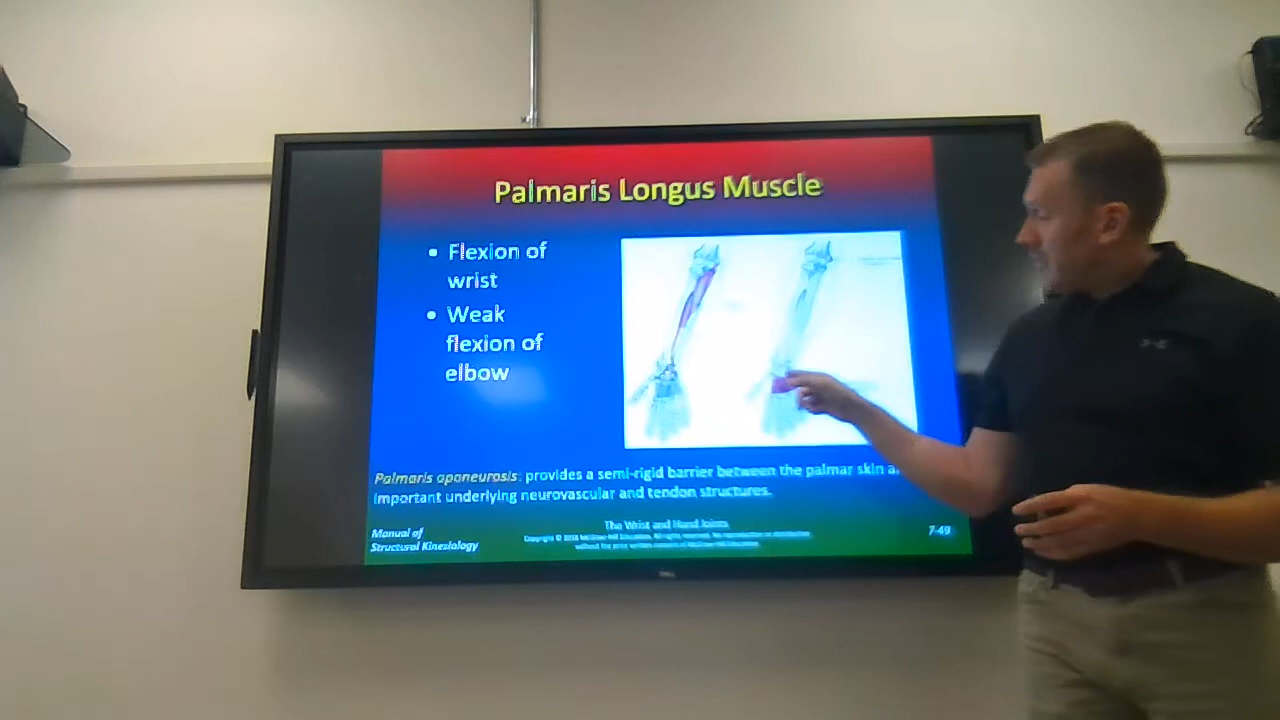 Palmaris Longus Muscle
• Flexion of
wrist
• Weak
flexion of
elbow
Palmaris aponeurosis: provides a semi-rigid barrier between the palmar skin
important underlying neurovascular and tendon structures.
Manual of
Structural Kinesiology
The Wrist and Hand Joints
7-49